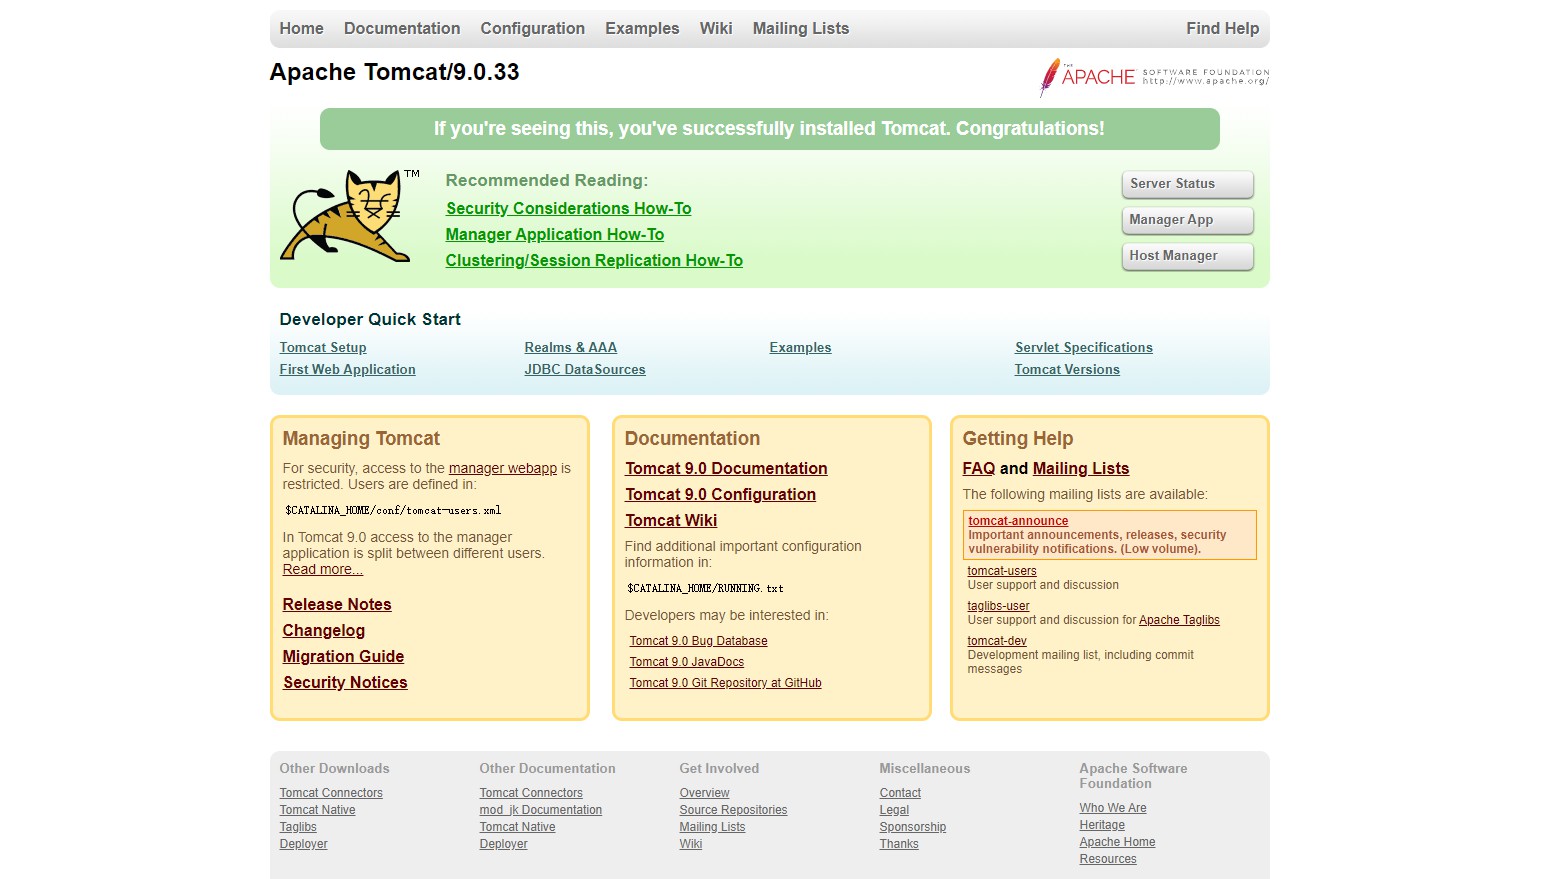 Home Documentation Configuration Examples Wiki Mailing Lists Find Help
Apache Tomcat/9.0.33
THE
APACHE SOFTWARE FOUNDATION
http://www.apache.org/
If you're seeing this, you've successfully installed Tomcat. Congratulations!
TM
Recommended Reading:
Security Considerations How-To
Manager Application How-To
Clustering/Session Replication How-To
Server Status
Manager App
Host Manager
Developer Quick Start
Tomcat Setup
First Web Application
Realms & AAA
JDBC DataSources
Examples
Servlet Specifications
Tomcat Versions
Managing Tomcat
For security, access to the manager webapp is
restricted. Users are defined in:
$CATALINA_HOME/conf/tomcat-users.xml
In Tomcat 9.0 access to the manager
application is split between different users.
Read more...
Release Notes
Changelog
Migration Guide
Security Notices
Documentation
Tomcat 9.0 Documentation
Tomcat 9.0 Configuration
Tomcat Wiki
Find additional important configuration
information in:
$CATALINA_HOME/RUNNING.txt
Developers may be interested in:
Tomcat 9.0 Bug Database
Tomcat 9.0 JavaDocs
Tomcat 9.0 Git Repository at GitHub
Getting Help
FAQ and Mailing Lists
The following mailing lists are available:
tomcat-announce
Important announcements, releases, security
vulnerability notifications. (Low volume).
tomcat-users
User support and discussion
taglibs-user
User support and discussion for Apache Taglibs
tomcat-dev
Development mailing list, including commit
messages
Other Downloads
Tomcat Connectors
Tomcat Native
Taglibs
Deployer
Other Documentation
Tomcat Connectors
mod_jk Documentation
Tomcat Native
Deployer
Get Involved
Overview
Source Repositories
Mailing Lists
Wiki
Miscellaneous
Contact
Legal
Sponsorship
Thanks
Apache Software
Foundation
Who We Are
Heritage
Apache Home
Resources